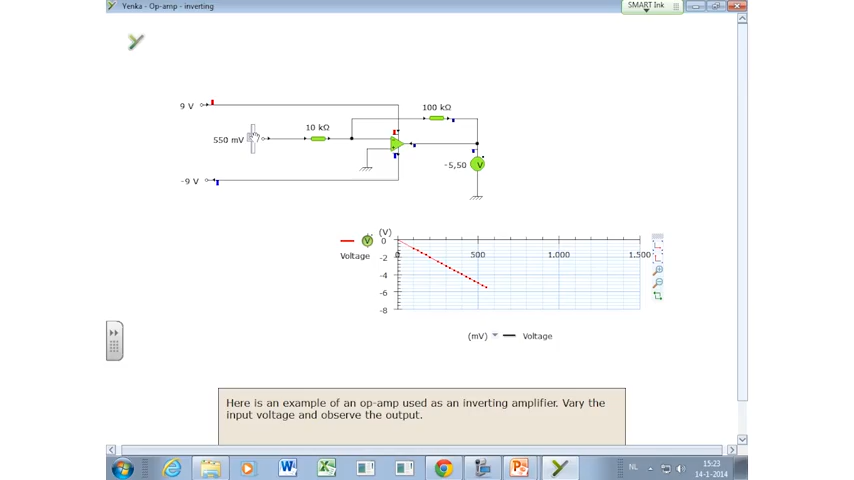 Yenka - Op-amp - inverting
SMART Ink
9 V
100 kΩ
10 kΩ
550 mV
-5,50
V
-9 V
(V)
V
Voltage
0
-2
-4
-6
-8
0
500
1.000
1.500
(mV)
Voltage
Here is an example of an op-amp used as an inverting amplifier. Vary the
input voltage and observe the output.
NL
15:23
14-1-2014